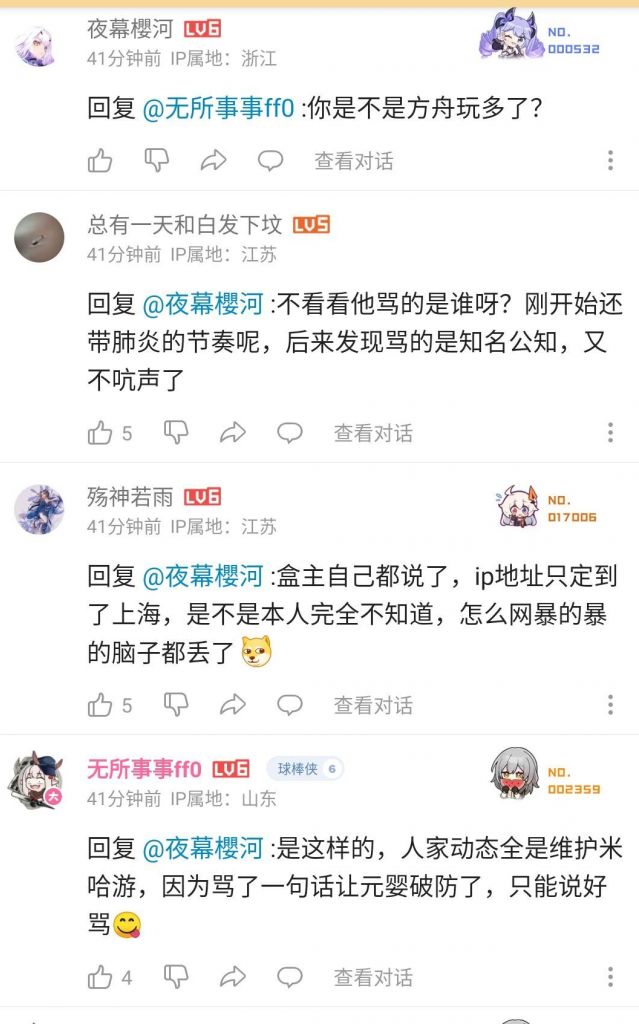 夜幕櫻河 LV6
NO.
000532
41分钟前 IP属地：浙江
回复 @无所事事ff0 :你是不是方舟玩多了？
查看对话
总有一天和白发下坟 LV5
41分钟前 IP属地：江苏
回复 @夜幕櫻河 :不看看他骂的是谁呀？刚开始还
带肺炎的节奏呢，后来发现骂的是知名公知，又
不吭声了
5 查看对话
殇神若雨 LV6
NO.
017006
41分钟前 IP属地：江苏
回复 @夜幕櫻河 :盒主自己都说了，ip地址只定到
了上海，是不是本人完全不知道，怎么网暴的暴
的脑子都丢了
5 查看对话
无所事事ff0 LV6 球棒侠 6
NO.
002359
大
41分钟前 IP属地：山东
回复 @夜幕櫻河 :是这样的，人家动态全是维护米
哈游，因为骂了一句话让元婴破防了，只能说好
骂
4 查看对话